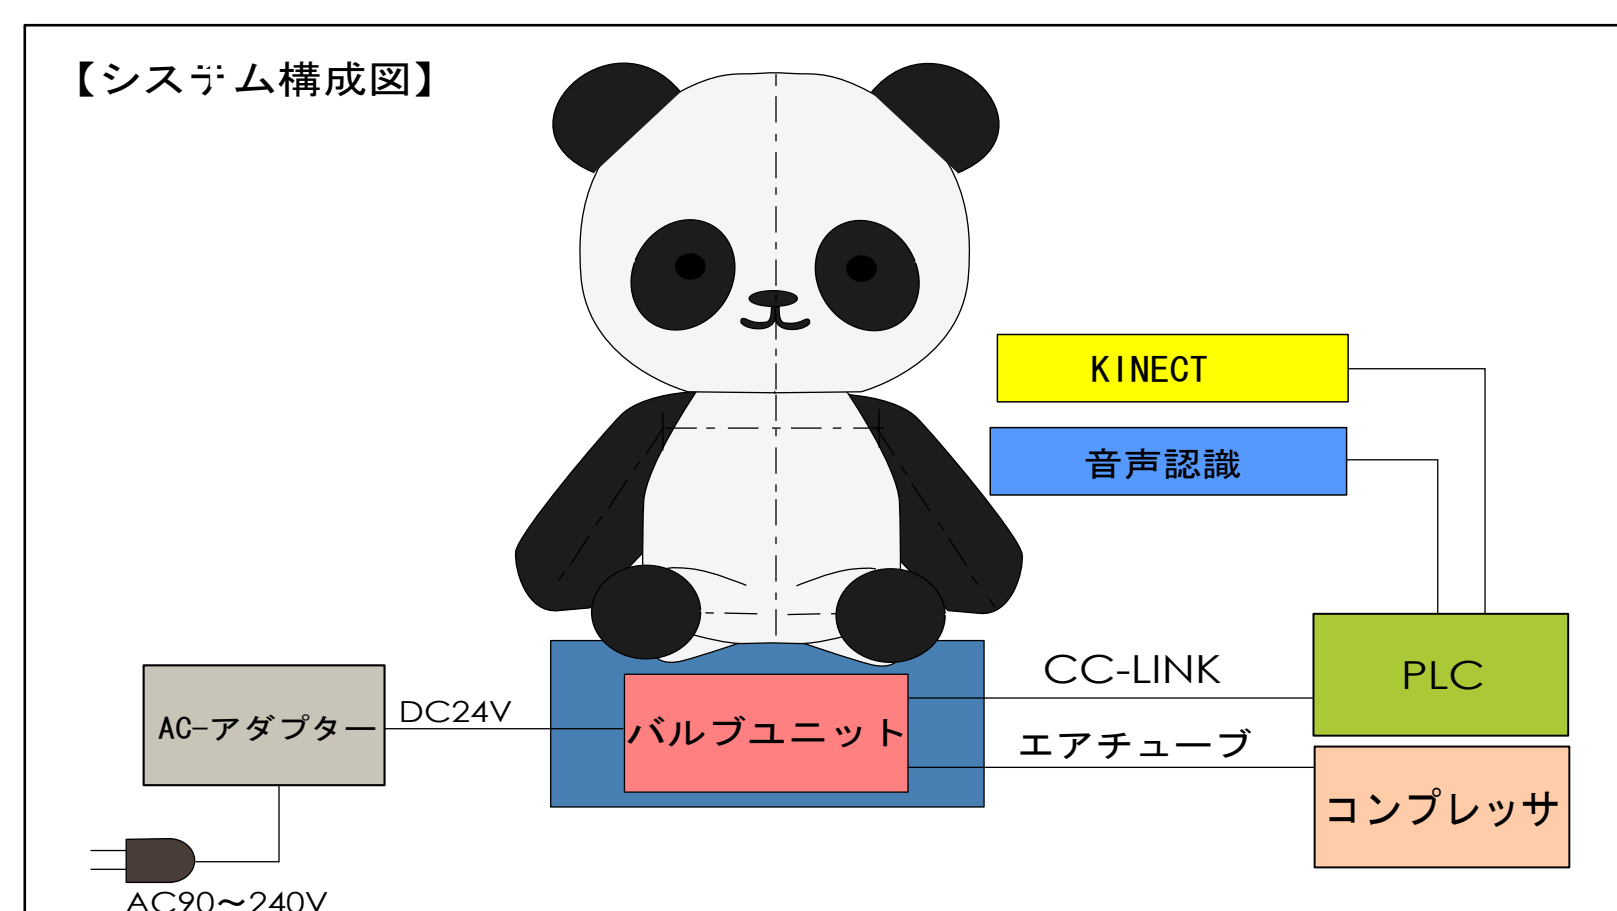 【システム構成図】
KINECT
音声認識
CC-LINK
PLC
AC-アダプター
DC24V
バルブユニット
エアチューブ
コンプレッサ
AC90～240V